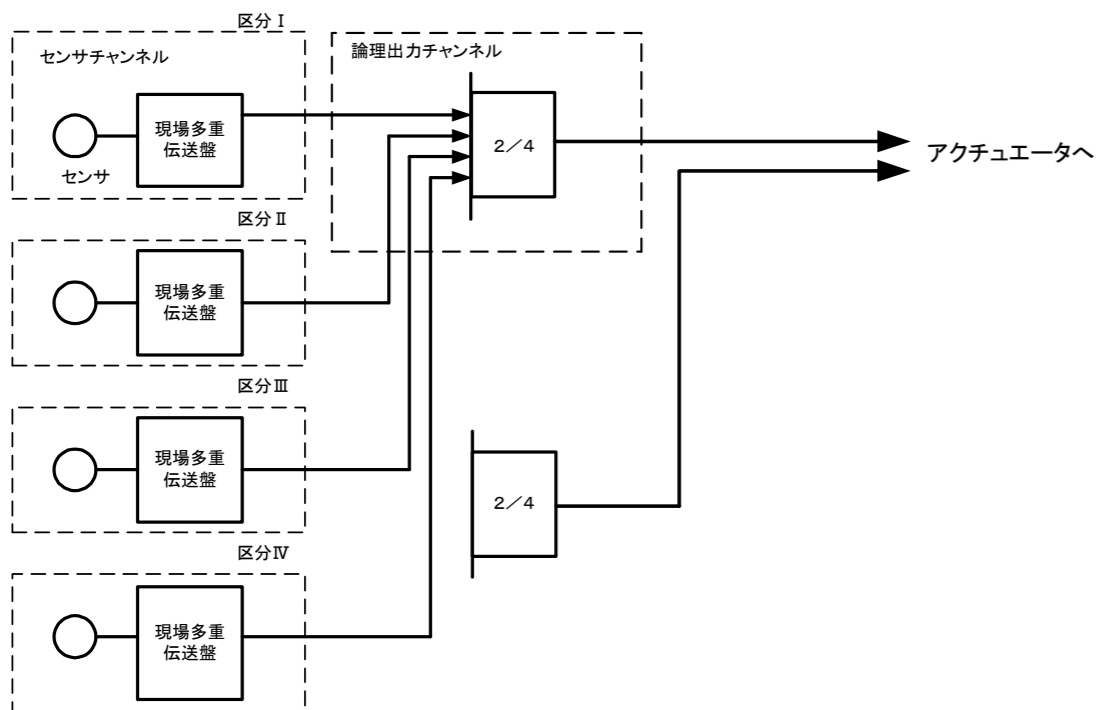 区分Ⅰ
センサチャンネル
論理出力チャンネル
現場多重
伝送盤
センサ
2／4
アクチュエータへ
区分Ⅱ
現場多重
伝送盤
区分Ⅲ
現場多重
伝送盤
2／4
区分Ⅳ
現場多重
伝送盤